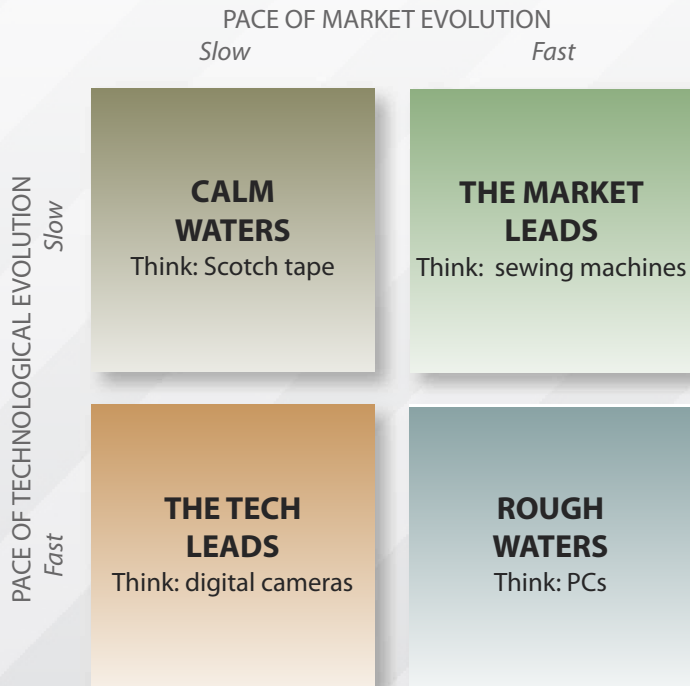 PACE OF MARKET EVOLUTION
Slow
Fast
PACE OF TECHNOLOGICAL EVOLUTION
Slow
CALM
WATERS
Think: Scotch tape
THE MARKET
LEADS
Think: sewing machines
Fast
THE TECH
LEADS
Think: digital cameras
ROUGH
WATERS
Think: PCs